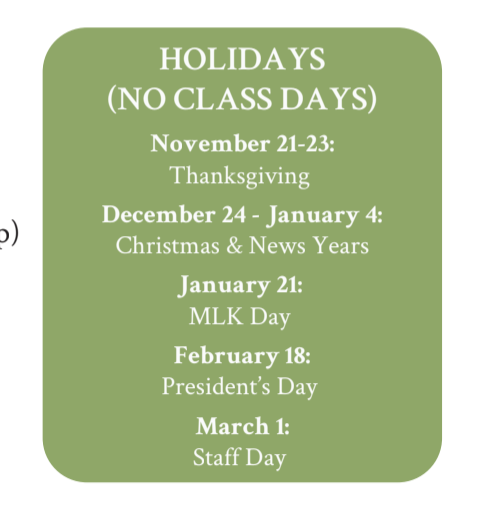 HOLIDAYS
(NO CLASS DAYS)
November 21-23:
Thanksgiving
December 24 - January 4:
Christmas & News Years
January 21:
MLK Day
February 18:
President’s Day
March 1:
Staff Day
p)